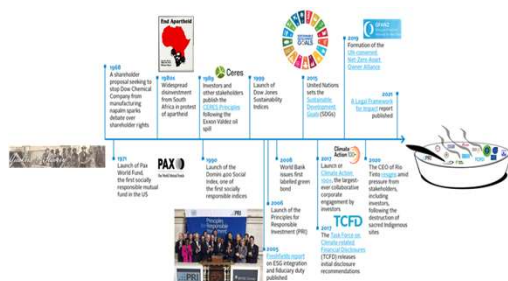 End Apartheid
SUSTAINABLE
DEVELOPMENT
GOALS
2019
Formation of the
UN-convened
Net Zero Asset
Owner Alliance
1968
A shareholder
proposal seeking to
stop Dow Chemical
Company from
manufacturing
napalm sparks
debate over
shareholder rights
1980s
Widespread
disinvestment
from South
Africa in protest
of apartheid
Ceres
1989
Investors and
other stakeholders
publish the
CERES Principles
following the
Exxon Valdez oil
spill
1999
Launch of
Dow Jones
Sustainability
Indices
2015
United Nations
sets the
Sustainable
Development
Goals (SDGs)
2021
A Legal Framework
for Impact report
published
1971
Launch of Pax
World Fund,
the first socially
responsible mutual
fund in the US
PAX
1990
Launch of the
Domini 400 Social
Index, one of
the first socially
responsible indices
2008
World Bank
issues first
labelled green
bond
2006
Launch of the
Principles for
Responsible
Investment (PRI)
2005
Freshfields report
on ESG integration
and fiduciary duty
published
Climate
Action 100
2017
Launch of
Climate Action
100+, the largest-
ever collaborative
corporate
engagement by
investors
TCFD
2017
The Task Force on
Climate-related
Financial Disclosures
(TCFD) releases
initial disclosure
recommendations
2020
The CEO of Rio
Tinto resigns amid
pressure from
stakeholders,
including
investors,
following the
destruction of
sacred Indigenous
sites
PRI